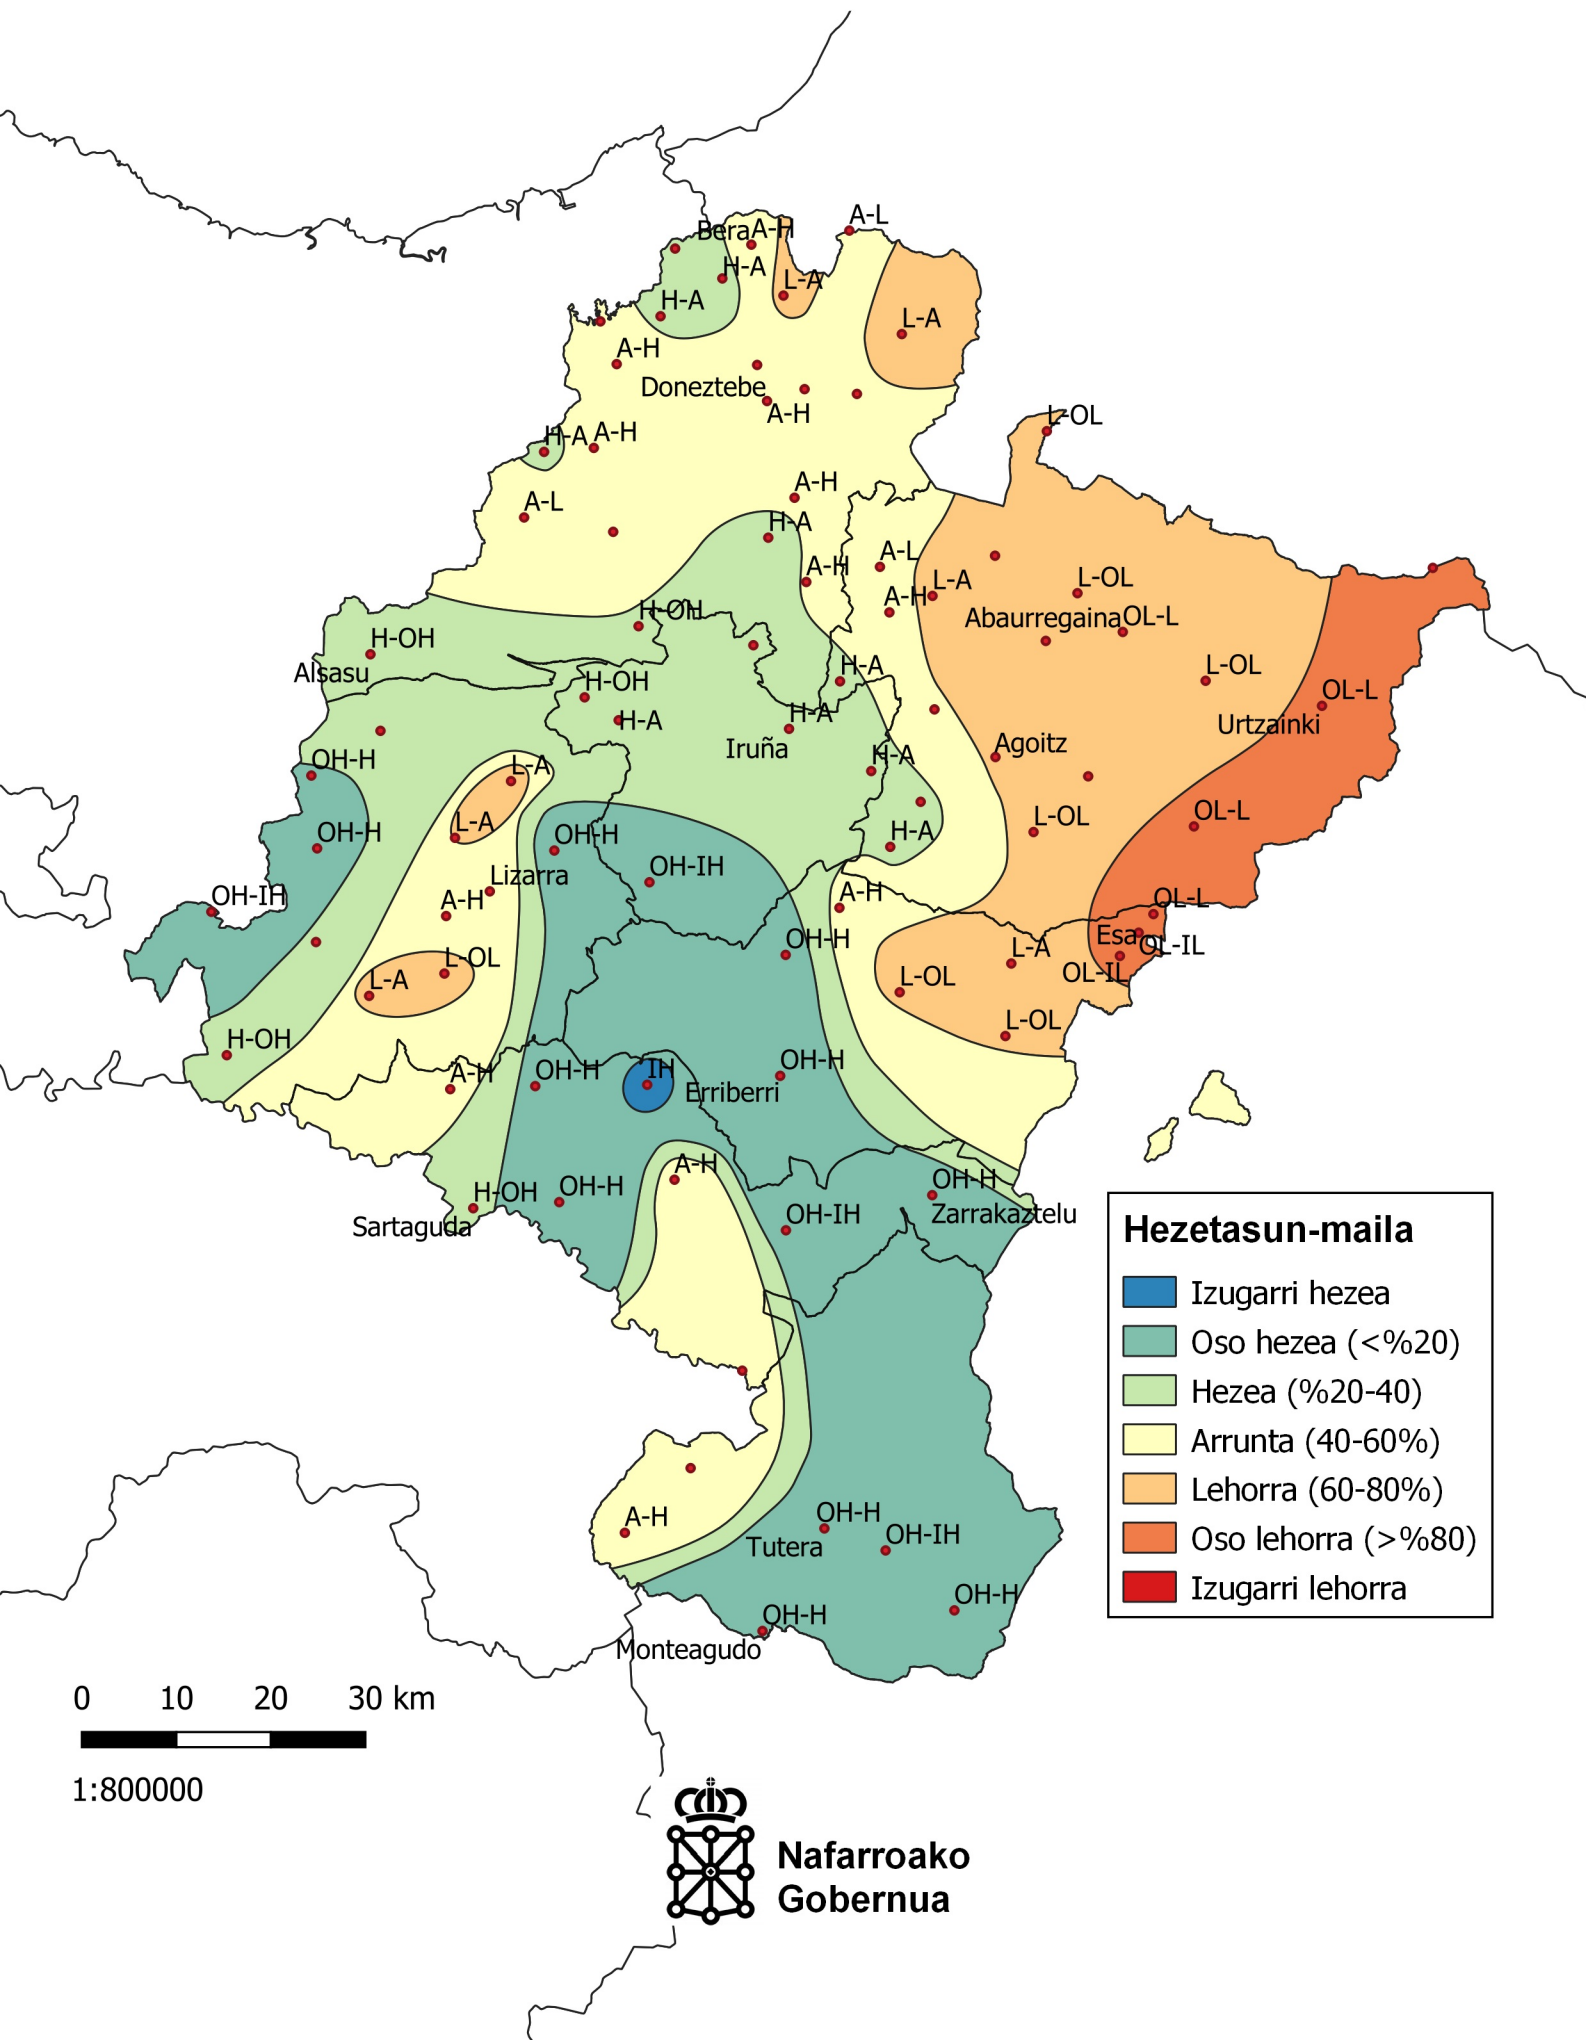 A-L
BeraA-H
H-A
L-A
H-A
L-A
A-H
Doneztebe
A-H
L-OL
H-A
A-H
A-H
A-L
H-A
A-L
A-H
L-A
L-OL
A-H
H-OH
AbaurregainaOL-L
H-OH
Alsasu
H-A
L-OL
H-OH
OL-L
H-A
H-A
Urtzainki
Iruña
Agoitz
OH-H
H-A
L-A
OL-L
L-A
OH-H
OH-H
L-OL
H-A
OH-IH
Lizarra
OH-IH
A-H
A-H
OL-L
OH-H
Esa
OL-IL
L-A
L-OL
OL-IL
L-A
L-OL
L-OL
H-OH
A-H
OH-H
IH
OH-H
Erriberri
A-H
OH-H
H-OH
OH-H
OH-IH
Zarrakaztelu
Sartaguda
Hezetasun-maila
Izugarri hezea
Oso hezea (<%20)
Hezea (%20-40)
Arrunta (40-60%)
Lehorra (60-80%)
Oso lehorra (>%80)
Izugarri lehorra
A-H
OH-H
OH-IH
Tutera
OH-H
OH-H
Monteagudo
0 10 20 30 km
1:800000
Nafarroako
Gobernua